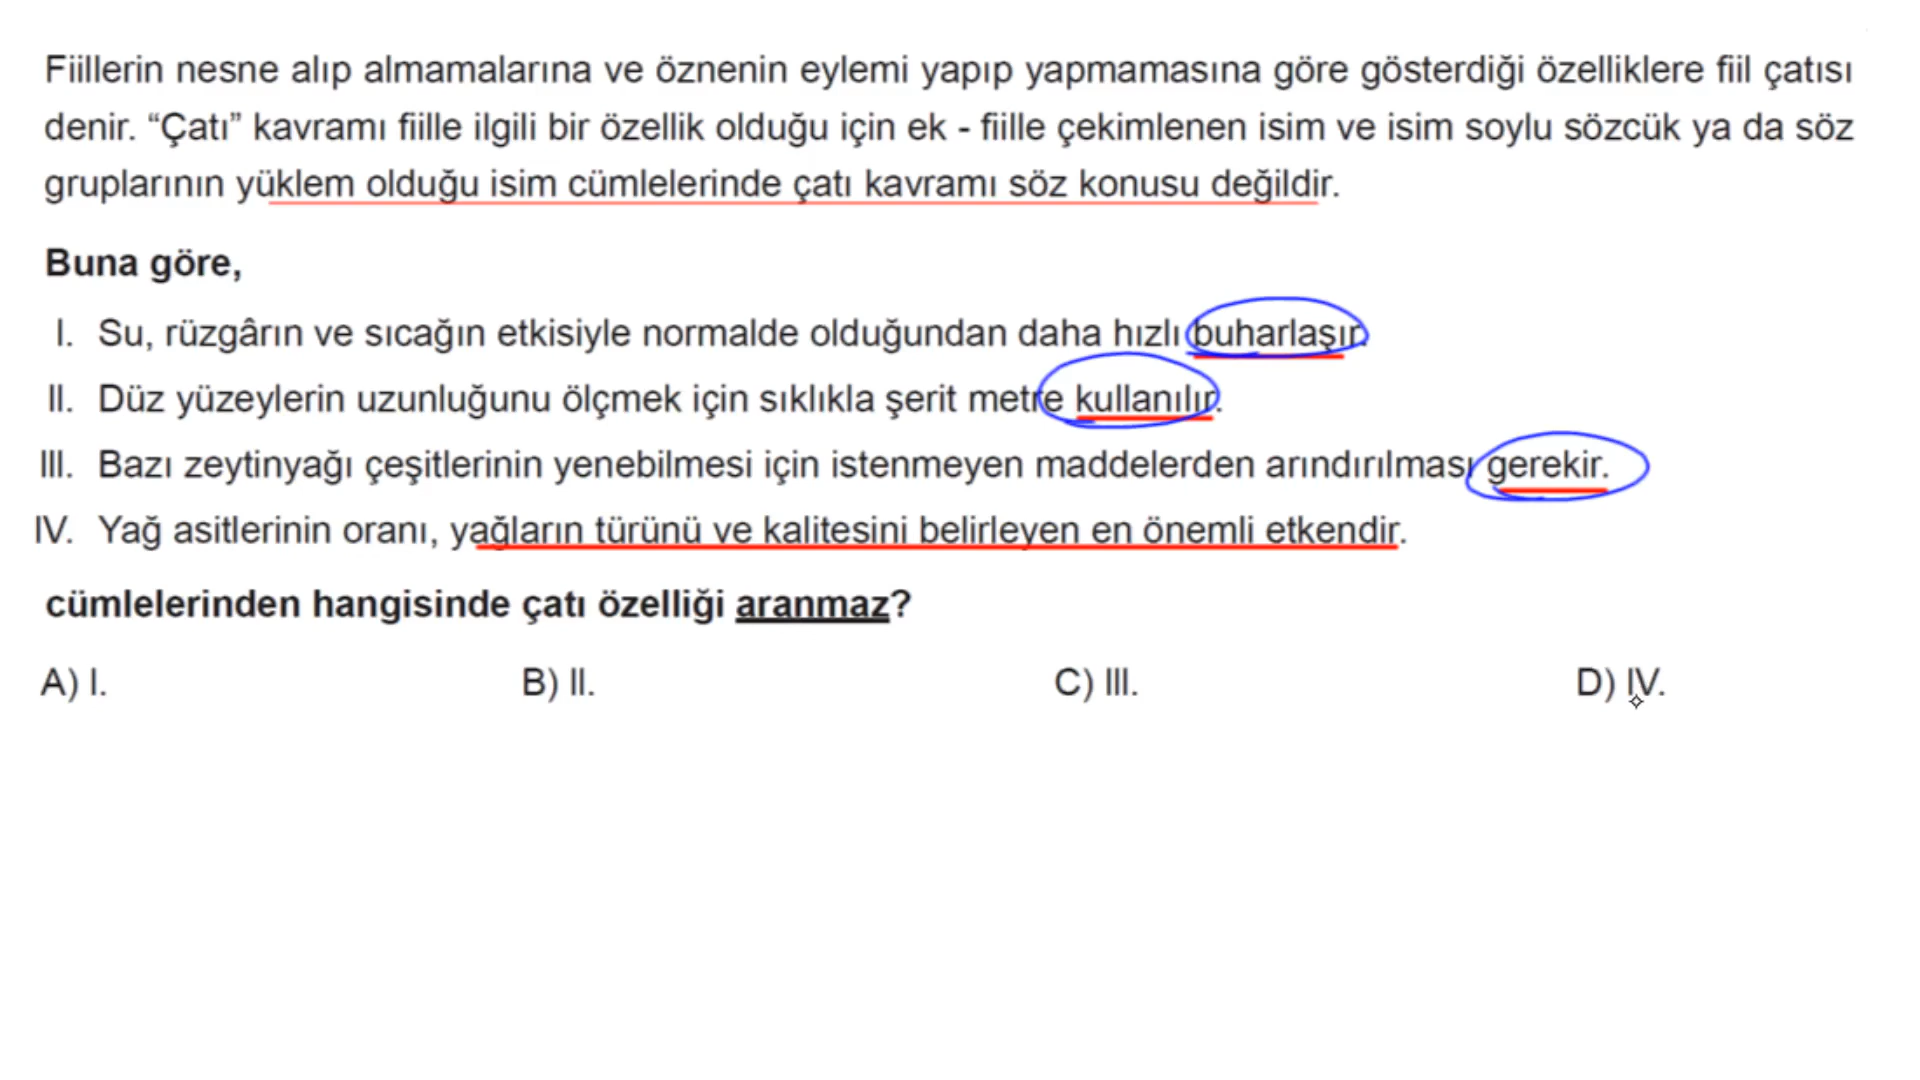 Fiillerin nesne alıp almamalarına ve öznenin eylemi yapıp yapmamasına göre gösterdiği özelliklere fiil çatısı
denir. “Çatı” kavramı fiille ilgili bir özellik olduğu için ek - fiille çekimlenen isim ve isim soylu sözcük ya da söz
gruplarının yüklem olduğu isim cümlelerinde çatı kavramı söz konusu değildir.
Buna göre,
I. Su, rüzgârın ve sıcağın etkisiyle normalde olduğundan daha hızlı buharlaşır.
II. Düz yüzeylerin uzunluğunu ölçmek için sıklıkla şerit metre kullanılır.
III. Bazı zeytinyağı çeşitlerinin yenebilmesi için istenmeyen maddelerden arındırılması gerekir.
IV. Yağ asitlerinin oranı, yağların türünü ve kalitesini belirleyen en önemli etkendir.
cümlelerinden hangisinde çatı özelliği aranmaz?
A) I. B) II. C) III. D) IV.